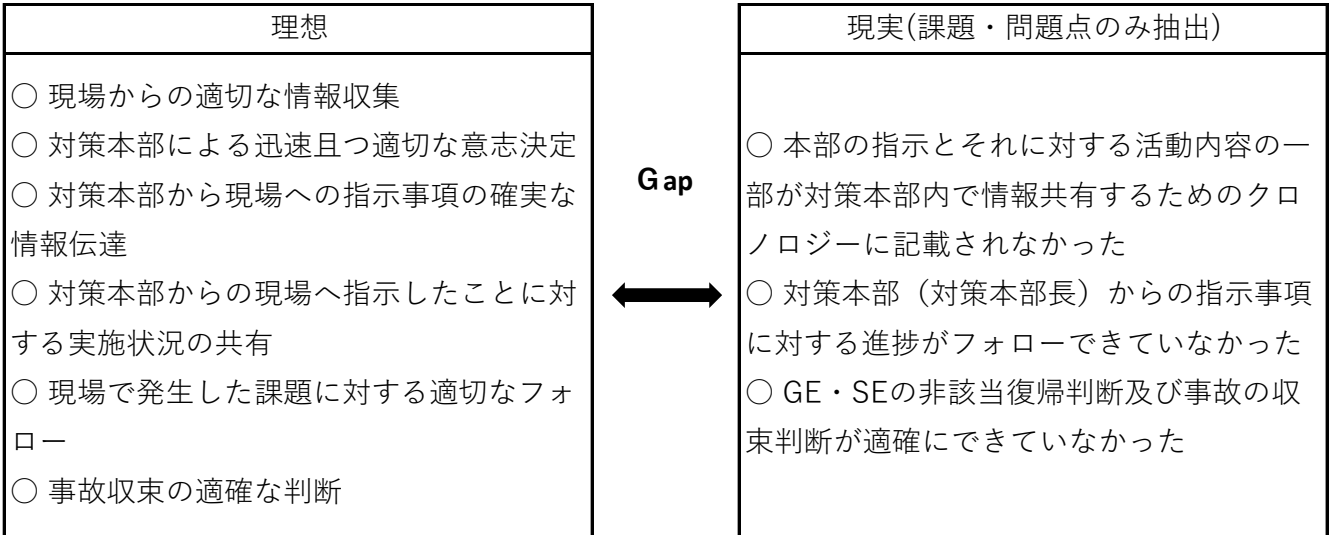 理想
○ 現場からの適切な情報収集
○ 対策本部による迅速且つ適切な意志決定
○ 対策本部から現場への指示事項の確実な
情報伝達
○ 対策本部からの現場へ指示したことに対
する実施状況の共有
○ 現場で発生した課題に対する適切なフォ
ロー
○ 事故収束の適確な判断
Gap
現実(課題・問題点のみ抽出)
○ 本部の指示とそれに対する活動内容の一
部が対策本部内で情報共有するためのクロ
ノロジーに記載されなかった
○ 対策本部（対策本部長）からの指示事項
に対する進捗がフォローできていなかった
○ GE・SEの非該当復帰判断及び事故の収
束判断が適確にできていなかった